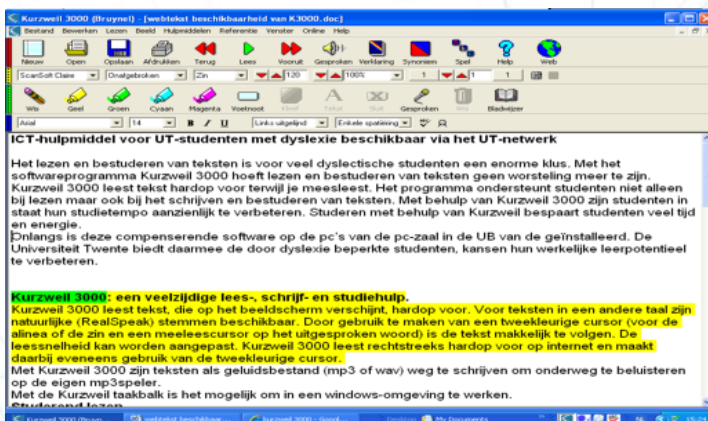 Kurzweil 3000 (Bruynel) - [webtekst beschikbaarheid van K3000.doc]
Bestand Bewerken Lezen Beeld Hulpmiddelen Referentie Venster Online Help
Nieuw Open Opslaan Afdrukken Terug Lees Vooruit Gesproken Verklaring Synoniem Spel Help Web
ScanSoft Claire Onafgebroken Zin 120 100% 1 1 1
Wis Geel Groen Cyaan Magenta Voetnoot Tekst Gesproken Bladwijzer
Arial 14 B I U Links uitgelijnd Enkele spatiëring
ICT-hulpmiddel voor UT-studenten met dyslexie beschikbaar via het UT-netwerk
Het lezen en bestuderen van teksten is voor veel dyslectische studenten een enorme klus. Met het
softwareprogramma Kurzweil 3000 hoeft lezen en bestuderen van teksten geen worsteling meer te zijn.
Kurzweil 3000 leest tekst hardop voor terwijl je meesleest. Het programma ondersteunt studenten niet alleen
bij lezen maar ook bij het schrijven en bestuderen van teksten. Met behulp van Kurzweil 3000 zijn studenten in
staat hun studietempo aanzienlijk te verbeteren. Studeren met behulp van Kurzweil bespaart studenten veel tijd
en energie.
Onlangs is deze compenserende software op de pc's van de pc-zaal in de UB van de geïnstalleerd. De
Universiteit Twente biedt daarmee de door dyslexie beperkte studenten, kansen hun werkelijke leerpotentieel
te verbeteren.
Kurzweil 3000: een veelzijdige lees-, schrijf- en studiehulp.
Kurzweil 3000 leest tekst, die op het beeldscherm verschijnt, hardop voor. Voor teksten in een andere taal zijn
natuurlijke (RealSpeak) stemmen beschikbaar. Door gebruik te maken van een tweekleurige cursor (voor de
alinea of de zin en een meeleescursor op het uitgesproken woord) is de tekst makkelijk te volgen. De
leessnelheid kan worden aangepast. Kurzweil 3000 leest rechtstreeks hardop voor op internet en maakt
daarbij eveneens gebruik van de tweekleurige cursor.
Met Kurzweil 3000 zijn teksten als geluidsbestand (mp3 of wav) weg te schrijven om onderweg te beluisteren
op de eigen mp3speler.
Met de Kurzweil taakbalk is het mogelijk om in een windows-omgeving te werken.
Studerend lezen
Kurzweil 3000 (Bruyn... webtekst beschikbaar... kurzweil 3000 - Googl... Desktop My Documents 15:24